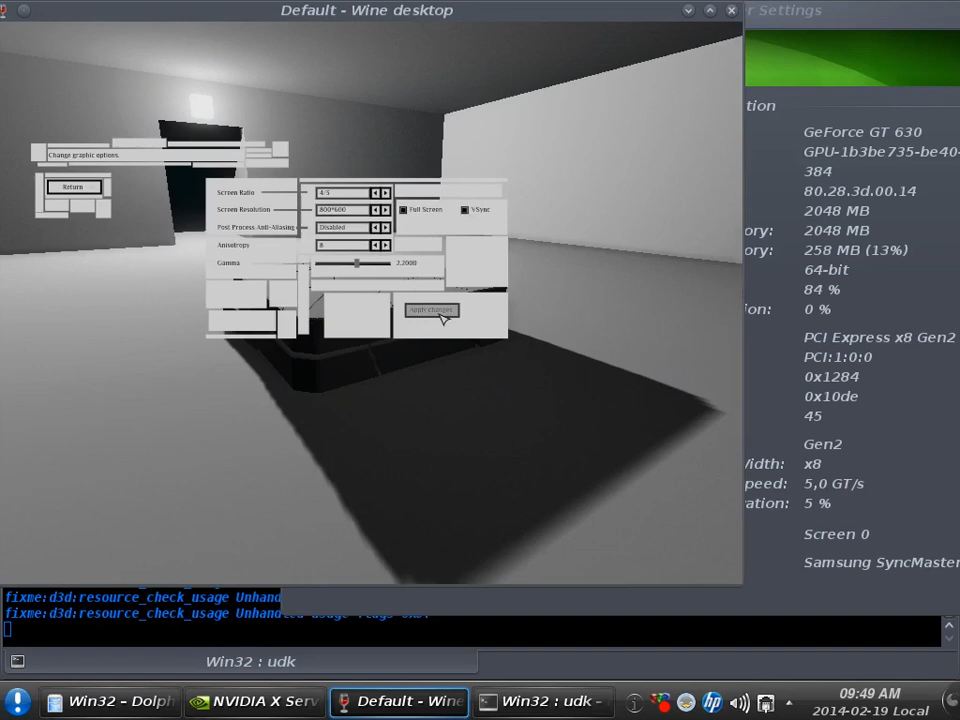 Default - Wine desktop
r Settings
tion
Change graphic options.
Return
Screen Ratio
4/3
Screen Resolution
800*600
Full Screen
VSync
Post Process Anti-Aliasing
Disabled
Anisotropy
8
Gamma
2.2000
Apply Changes
GeForce GT 630
GPU-1b3be735-be40-
384
80.28.3d.00.14
2048 MB
ory: 2048 MB
ory: 258 MB (13%)
64-bit
84 %
ion: 0 %
PCI Express x8 Gen2
PCI:1:0:0
0x1284
0x10de
45
Gen2
Width: x8
peed: 5,0 GT/s
ation: 5 %
Screen 0
Samsung SyncMaster
fixme:d3d:resource_check_usage Unhand
fixme:d3d:resource_check_usage Unhandled usage flags 0x8.
Win32 : udk
Win32 - Dolph
NVIDIA X Serv
Default - Wine
Win32 : udk -
hp
09:49 AM
2014-02-19 Local